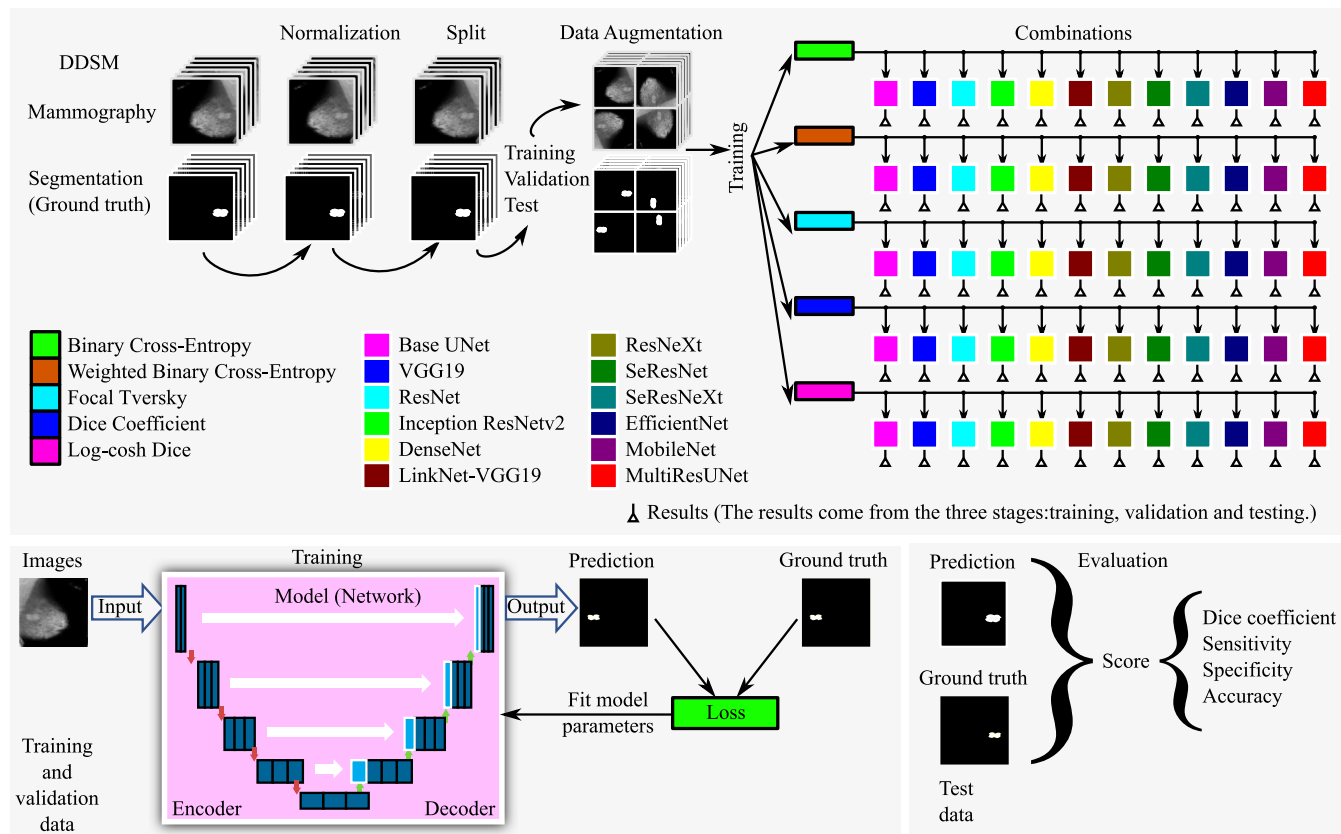 Normalization
Split
Data Augmentation
Combinations
DDSM
Mammography
Segmentation
(Ground truth)
Training
Validation
Test
Training
Binary Cross-Entropy
Weighted Binary Cross-Entropy
Focal Tversky
Dice Coefficient
Log-cosh Dice
Base UNet
VGG19
ResNet
Inception ResNetv2
DenseNet
LinkNet-VGG19
ResNeXt
SeResNet
SeResNeXt
EfficientNet
MobileNet
MultiResUNet
Results (The results come from the three stages:training, validation and testing.)
Images
Training
Input
Model (Network)
Output
Encoder
Decoder
Training
and
validation
data
Prediction
Ground truth
Fit model
parameters
Loss
Prediction
Evaluation
Ground truth
Score
Dice coefficient
Sensitivity
Specificity
Accuracy
Test
data